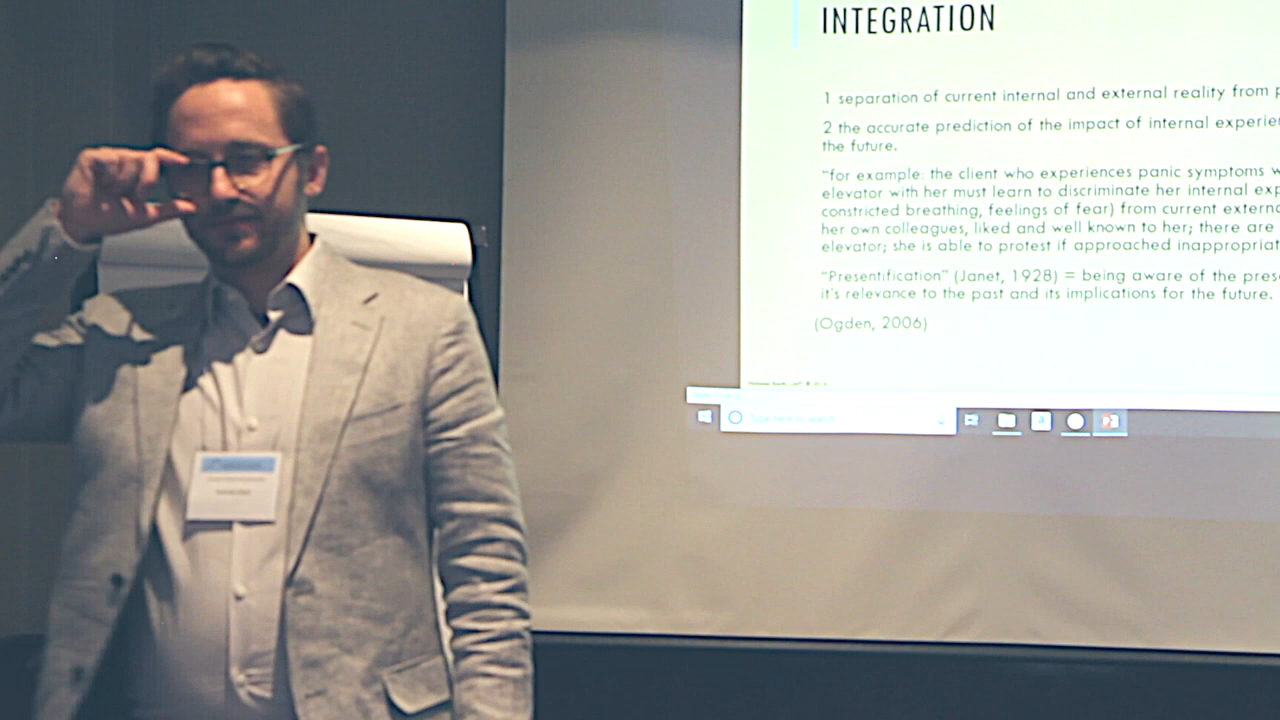 INTEGRATION
1 separation of current internal and external reality from
2 the accurate prediction of the impact of internal
the future.
"for example: the client who experiences panic symptoms
elevator with her must learn to discriminate her internal
constricted breathing, feelings of fear) from current
her own colleagues, liked and well known to her; there are
elevator; she is able to protest if approached
"Presentification" (Janet, 1928) = being aware of the
it's relevance to the past and its implications for the future.
(Ogden, 2006)
Type here to search